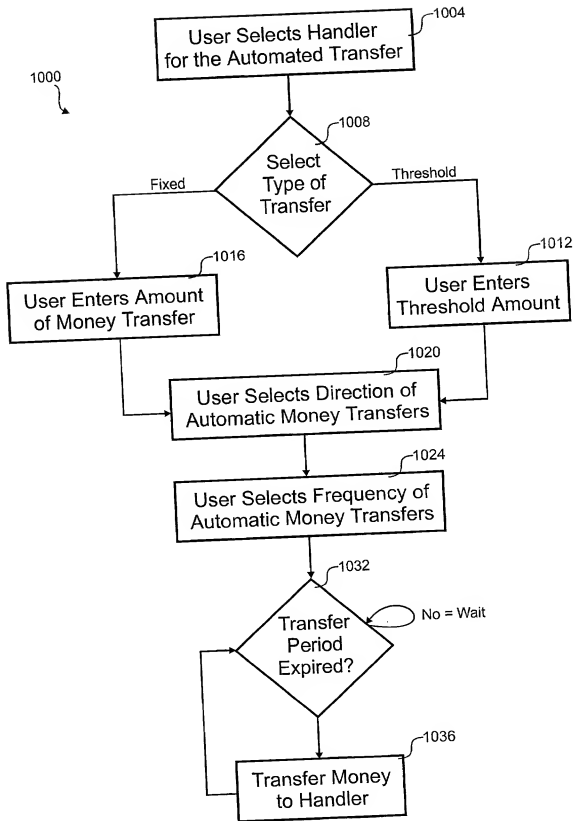 1004
User Selects Handler
for the Automated Transfer
1000
1008
Select
Type of
Transfer
Fixed
Threshold
1016
1012
User Enters Amount
of Money Transfer
User Enters
Threshold Amount
1020
User Selects Direction of
Automatic Money Transfers
1024
User Selects Frequency of
Automatic Money Transfers
1032
Transfer
Period
Expired?
No = Wait
1036
Transfer Money
to Handler